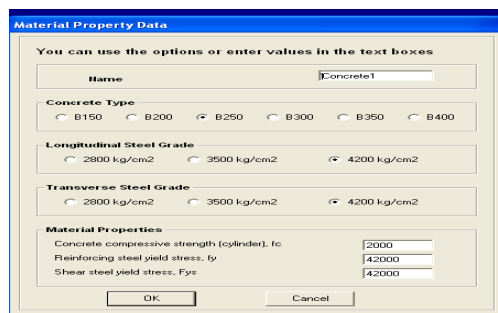 Material Property Data
You can use the options or enter values in the text boxes
Name Concrete1
Concrete Type
B150 B200 B250 B300 B350 B400
Longitudinal Steel Grade
2800 kg/cm2 3500 kg/cm2 4200 kg/cm2
Transverse Steel Grade
2800 kg/cm2 3500 kg/cm2 4200 kg/cm2
Material Properties
Concrete compressive strength (cylinder), fc 2000
Reinforcing steel yield stress, fy 42000
Shear steel yield stress, Fys 42000
OK Cancel